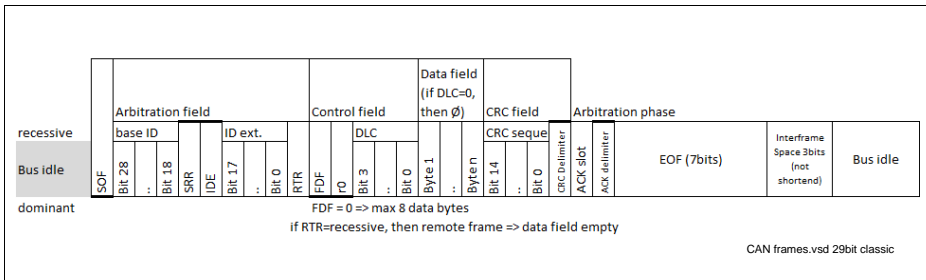 Data field
(if DLC=0,
Arbitration field
Control field
then Ø)
CRC field
Arbitration phase
recessive
base ID
ID ext.
DLC
CRC seque
Bus idle
SOF
Bit 28
..
Bit 18
SRR
IDE
Bit 17
..
Bit 0
RTR
FDF
r0
Bit 3
..
Bit 0
Byte 1
..
Byte n
Bit 14
..
Bit 0
CRC Delimiter
ACK slot
ACK delimiter
EOF (7bits)
Interframe
Space 3bits
(not
shortend)
Bus idle
dominant
FDF = 0 => max 8 data bytes
if RTR=recessive, then remote frame => data field empty
CAN frames.vsd 29bit classic